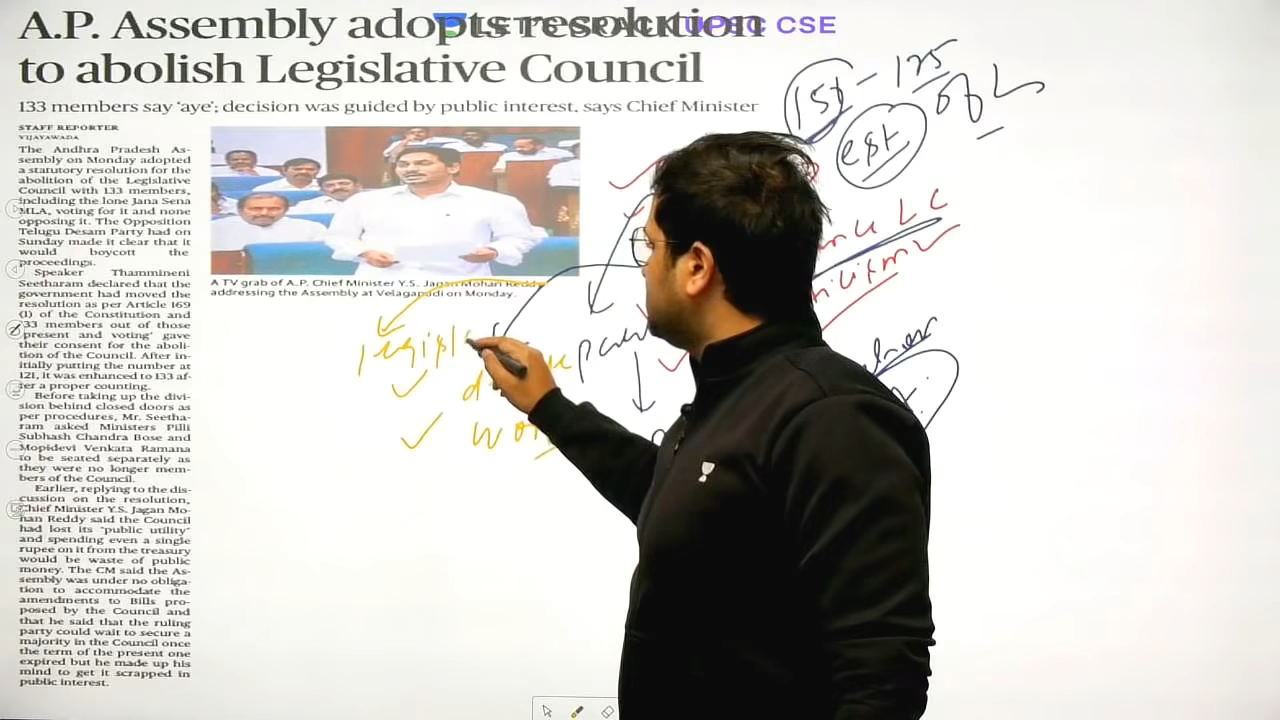 A.P. Assembly adopts resolution
LET'S CRACK UPSC CSE
to abolish Legislative Council
133 members say 'aye'; decision was guided by public interest, says Chief Minister
STAFF REPORTER
VIJAYAWADA
The Andhra Pradesh As-
sembly on Monday adopted
a statutory resolution for the
abolition of the Legislative
Council with 133 members,
including the lone Jana Sena
MLA, voting for it and none
opposing it. The Opposition
Telugu Desam Party had on
Sunday made it clear that it
would boycott the
proceedings.
Speaker Thammineni
Seetharam declared that the
government had moved the
resolution as per Article 169
(1) of the Constitution and
'133 members out of those
present and voting' gave
their consent for the aboli-
tion of the Council. After in-
itially putting the number at
121, it was enhanced to 133 af-
ter a proper counting.
Before taking up the divi-
sion behind closed doors as
per procedures, Mr. Seetha-
ram asked Ministers Pilli
Subhash Chandra Bose and
Mopidevi Venkata Ramana
to be seated separately as
they were no longer mem-
bers of the Council.
Earlier, replying to the dis-
cussion on the resolution,
Chief Minister Y.S. Jagan Mo-
han Reddy said the Council
had lost its "public utility"
and spending even a single
rupee on it from the treasury
would be waste of public
money. The CM said the As-
sembly was under no obliga-
tion to accommodate the
amendments to Bills pro-
posed by the Council and
that he said that the ruling
party could wait to secure a
majority in the Council once
the term of the present one
expired but he made up his
mind to get it scrapped in
public interest.
A TV grab of A.P. Chief Minister Y.S. Jagan Mohan Reddy
addressing the Assembly at Velagapudi on Monday.
est
L C